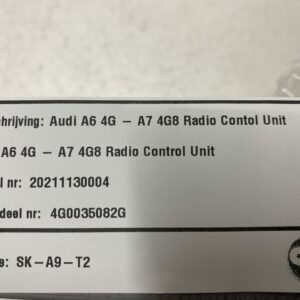 chrijving: Audi A6 4G – A7 4G8 Radio Contol Unit
A6 4G – A7 4G8 Radio Control Unit
l nr: 20211130004
deel nr: 4G0035082G
e: SK–A9–T2